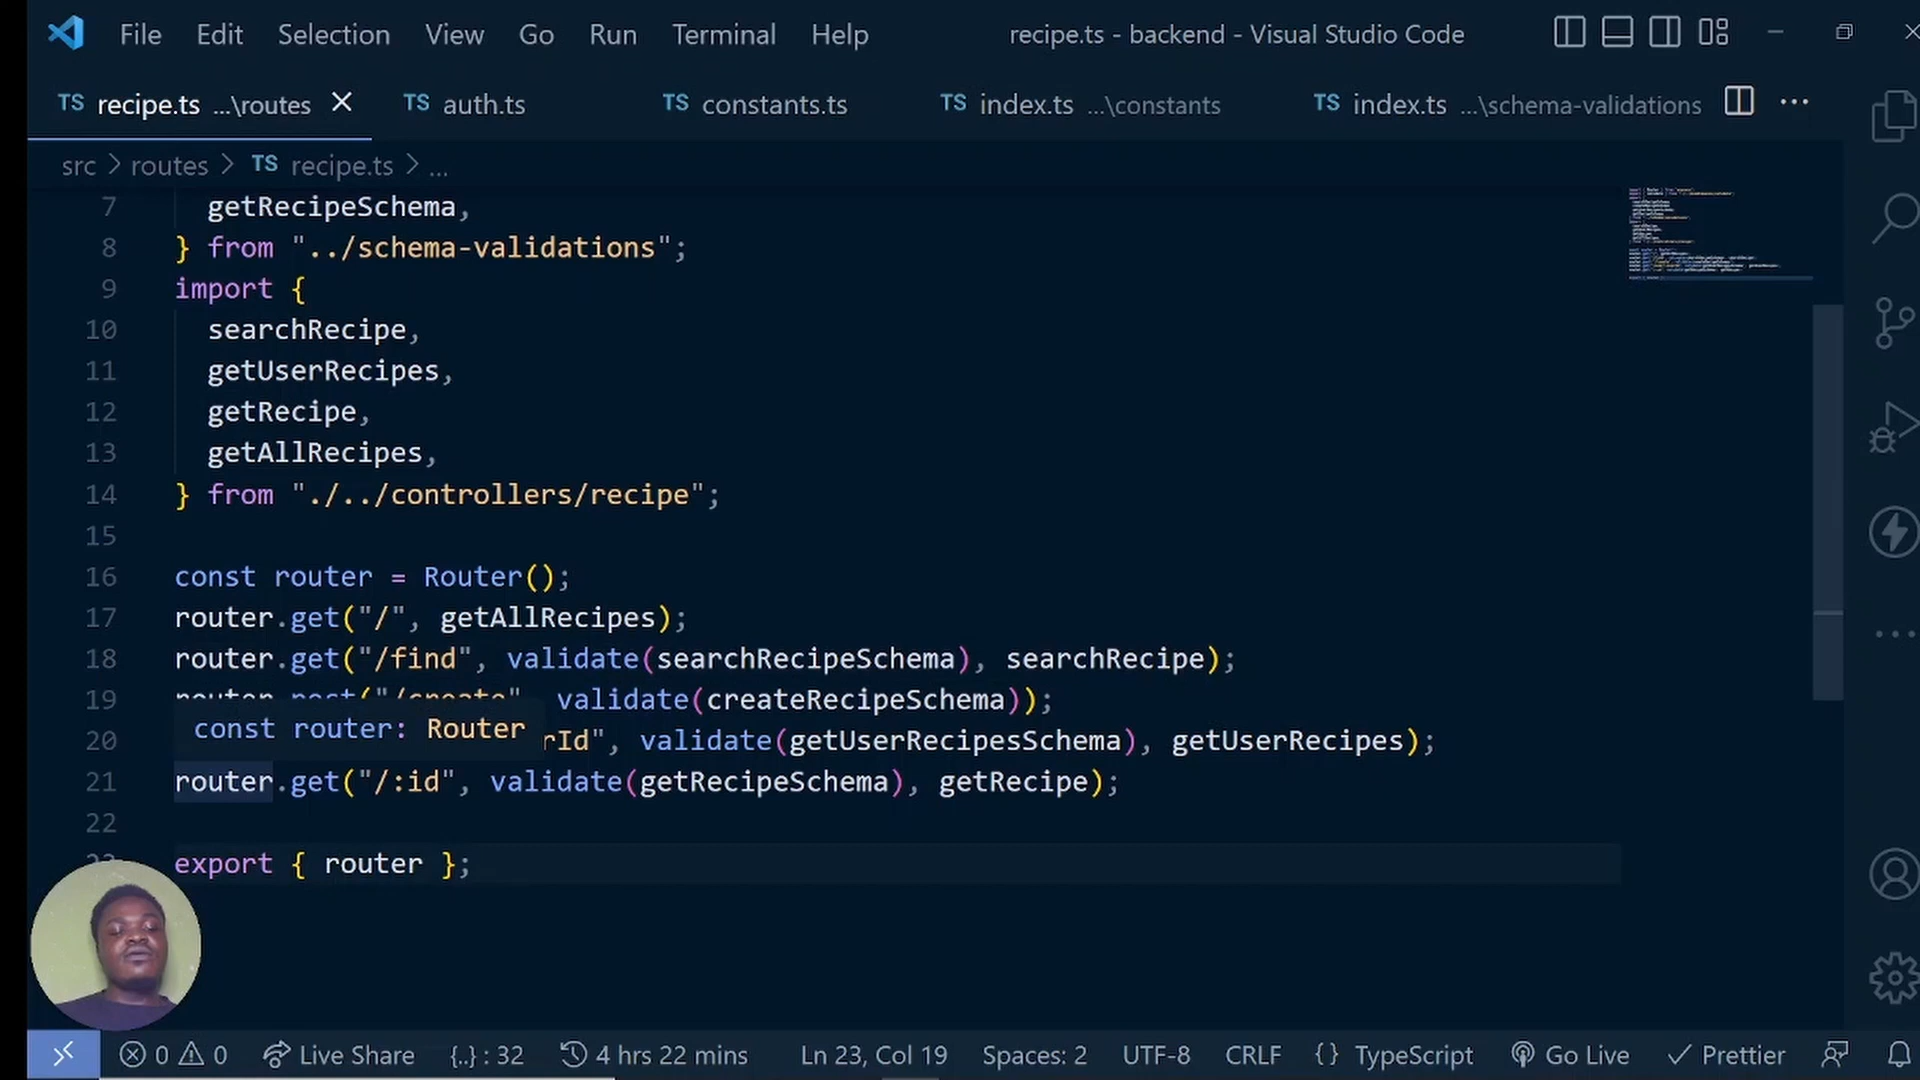 File Edit Selection View Go Run Terminal Help recipe.ts - backend - Visual Studio Code
TS recipe.ts ...\routes TS auth.ts TS constants.ts TS index.ts ...\constants TS index.ts ...\schema-validations
src > routes > TS recipe.ts > ...
7 getRecipeSchema,
8 } from "../schema-validations";
9 import {
10 searchRecipe,
11 getUserRecipes,
12 getRecipe,
13 getAllRecipes,
14 } from "./../controllers/recipe";
15
16 const router = Router();
17 router.get("/", getAllRecipes);
18 router.get("/find", validate(searchRecipeSchema), searchRecipe);
19 router.post("/create", validate(createRecipeSchema));
const router: Router
20 rId", validate(getUserRecipesSchema), getUserRecipes);
21 router.get("/:id", validate(getRecipeSchema), getRecipe);
22
23 export { router };
0 0 Live Share {..} : 32 4 hrs 22 mins Ln 23, Col 19 Spaces: 2 UTF-8 CRLF {} TypeScript Go Live Prettier